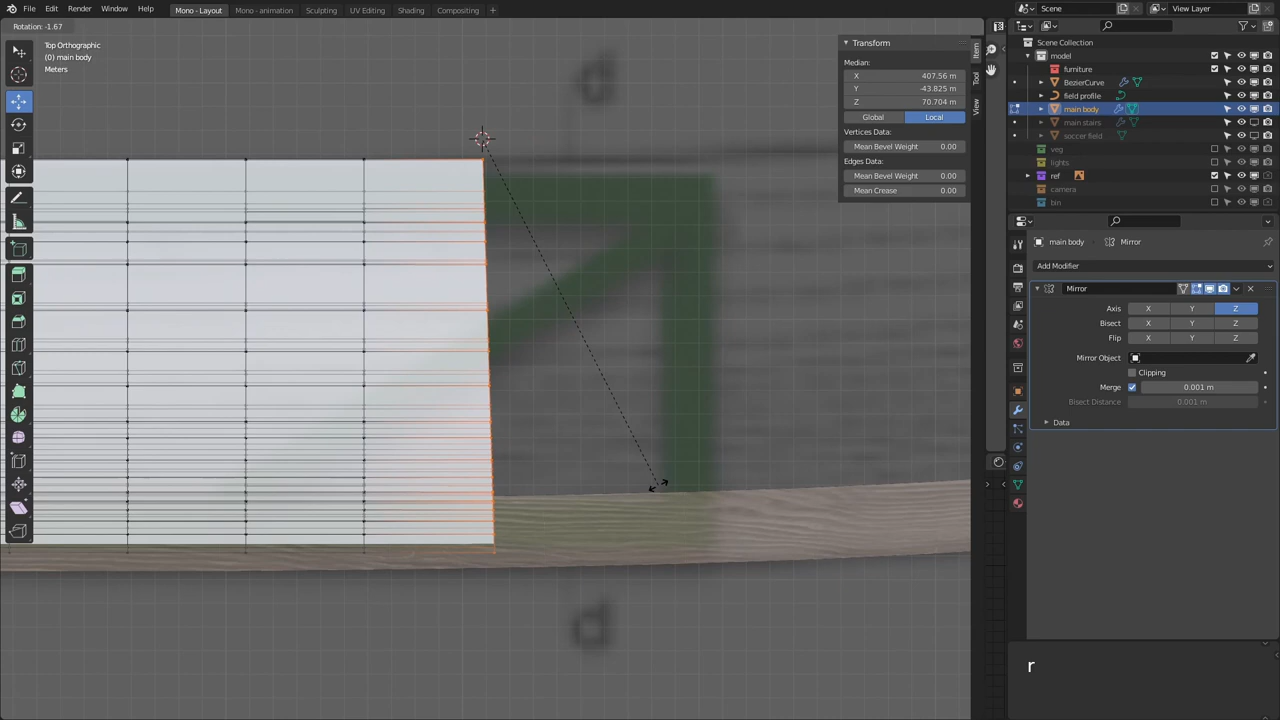 File Edit Render Window Help Mono - Layout Mono - animation Sculpting UV Editing Shading Compositing + Scene View Layer
Rotation: -1.67
Top Orthographic
(0) main body
Meters
d
d
Transform
Median:
X 407.56 m
Y -43.825 m
Z 70.704 m
Global Local
Vertices Data:
Mean Bevel Weight 0.00
Edges Data:
Mean Bevel Weight 0.00
Mean Crease 0.00
Item
Tool
View
Scene Collection
model
furniture
BezierCurve
field profile
main body
main stairs
soccer field
veg
lights
ref
camera
bin
main body Mirror
Add Modifier
Mirror
Axis X Y Z
Bisect X Y Z
Flip X Y Z
Mirror Object
Clipping
Merge 0.001 m
Bisect Distance 0.001 m
Data
r